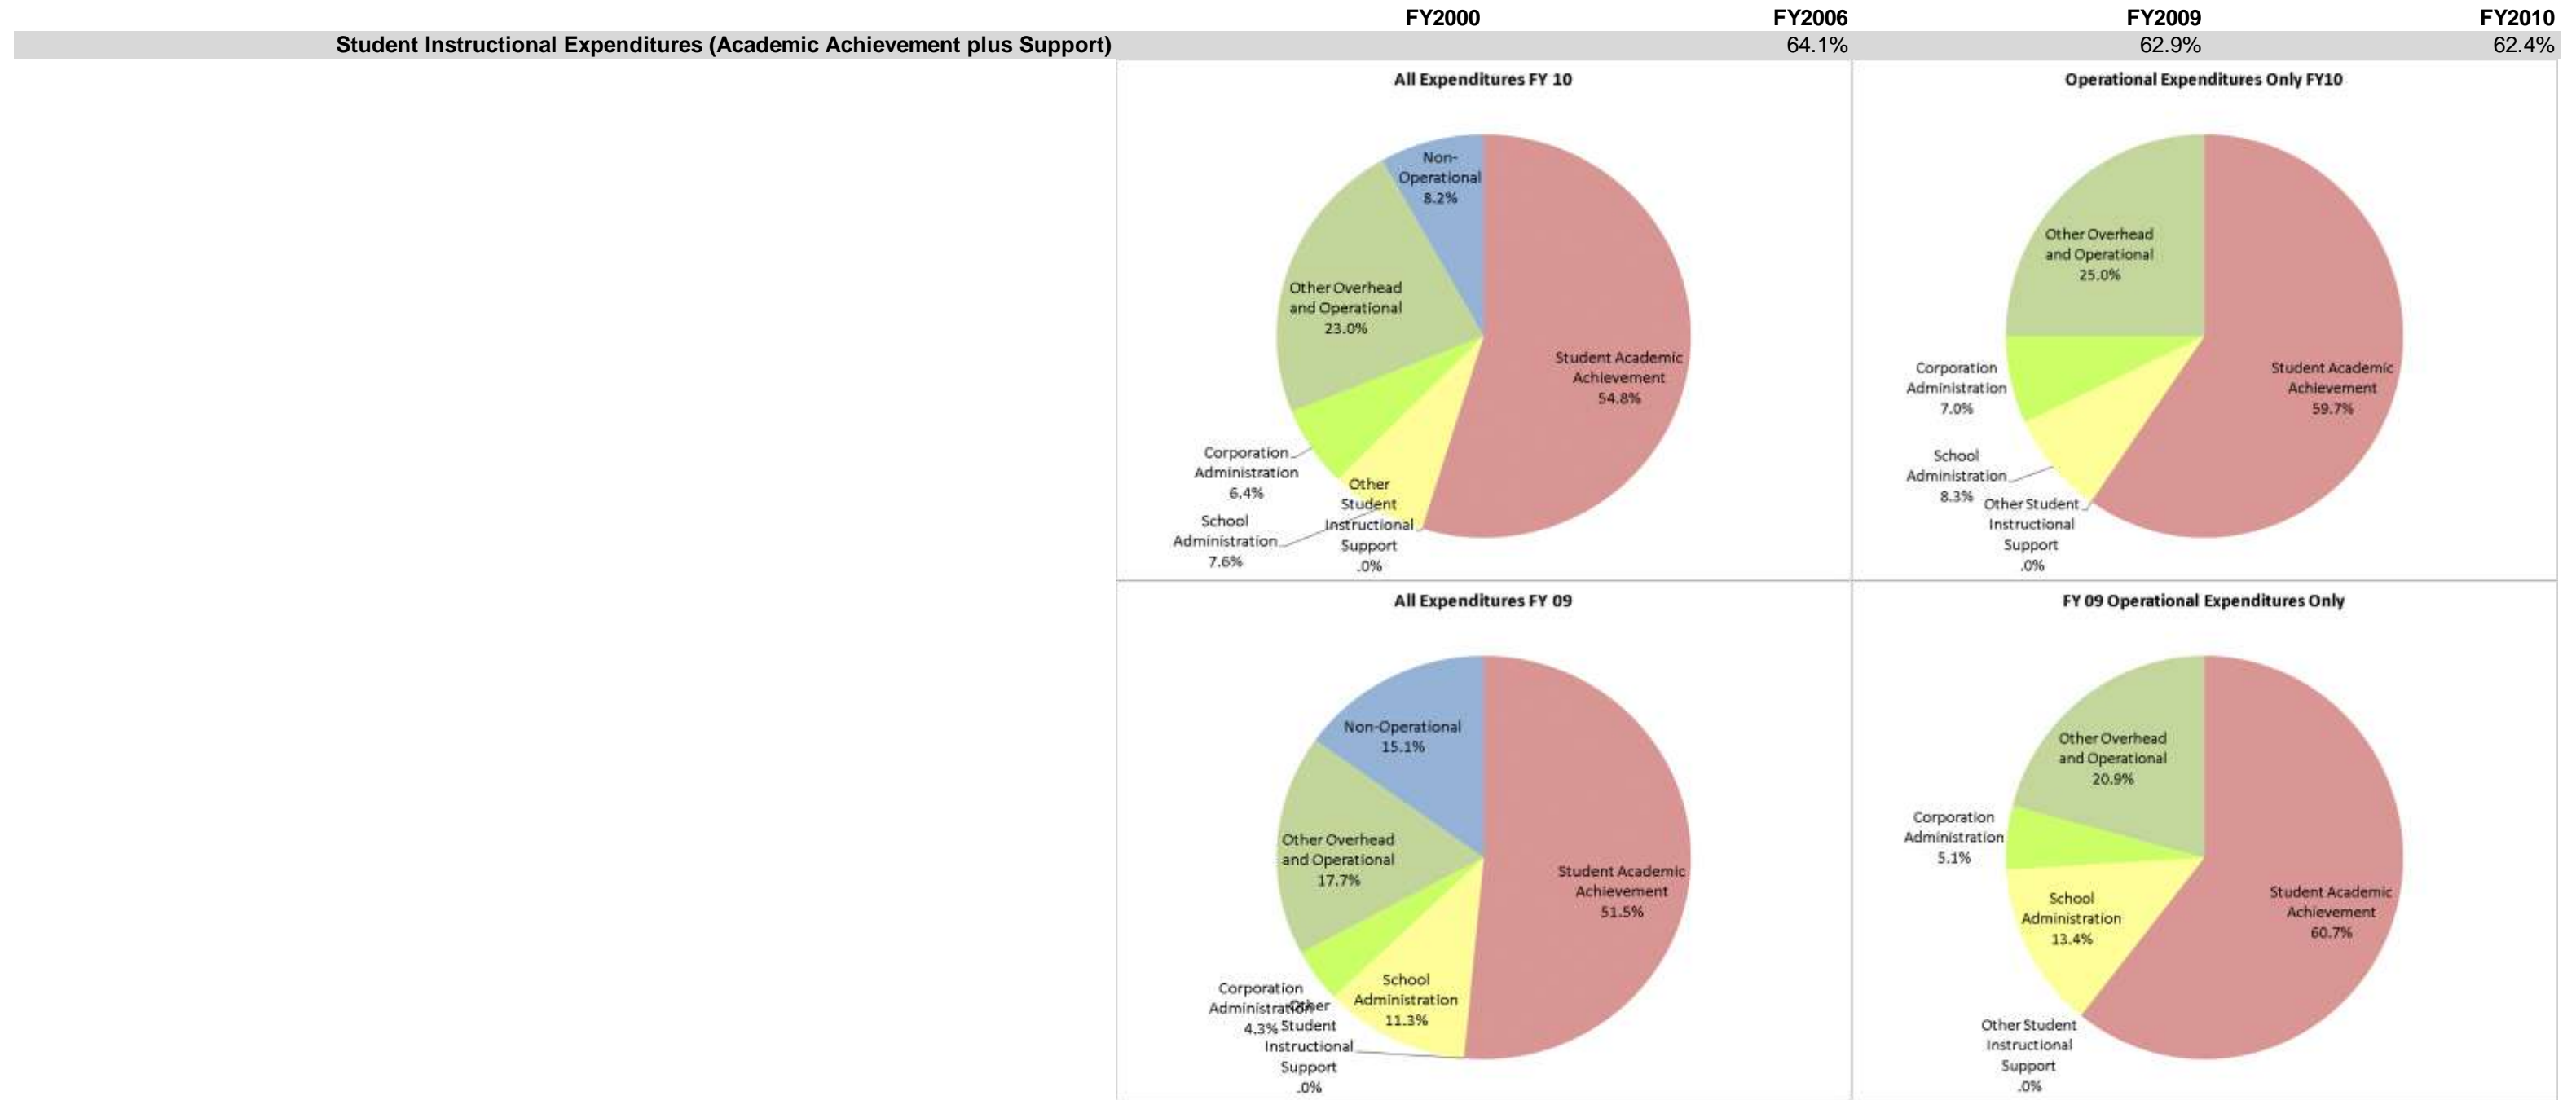 FY2000 FY2006 FY2009 FY2010
Student Instructional Expenditures (Academic Achievement plus Support) 64.1% 62.9% 62.4%
All Expenditures FY 10
Non-
Operational
8.2%
Other Overhead
and Operational
23.0%
Student Academic
Achievement
54.8%
Corporation
Administration
6.4%
School
Administration
7.6%
Other
Student
Instructional
Support
.0%
Operational Expenditures Only FY10
Other Overhead
and Operational
25.0%
Student Academic
Achievement
59.7%
Corporation
Administration
7.0%
School
Administration
8.3%
Other Student
Instructional
Support
.0%
All Expenditures FY 09
Non-Operational
15.1%
Other Overhead
and Operational
17.7%
Student Academic
Achievement
51.5%
School
Administration
11.3%
Corporation
Administration
4.3%
Other
Student
Instructional
Support
.0%
FY 09 Operational Expenditures Only
Other Overhead
and Operational
20.9%
Corporation
Administration
5.1%
School
Administration
13.4%
Student Academic
Achievement
60.7%
Other Student
Instructional
Support
.0%